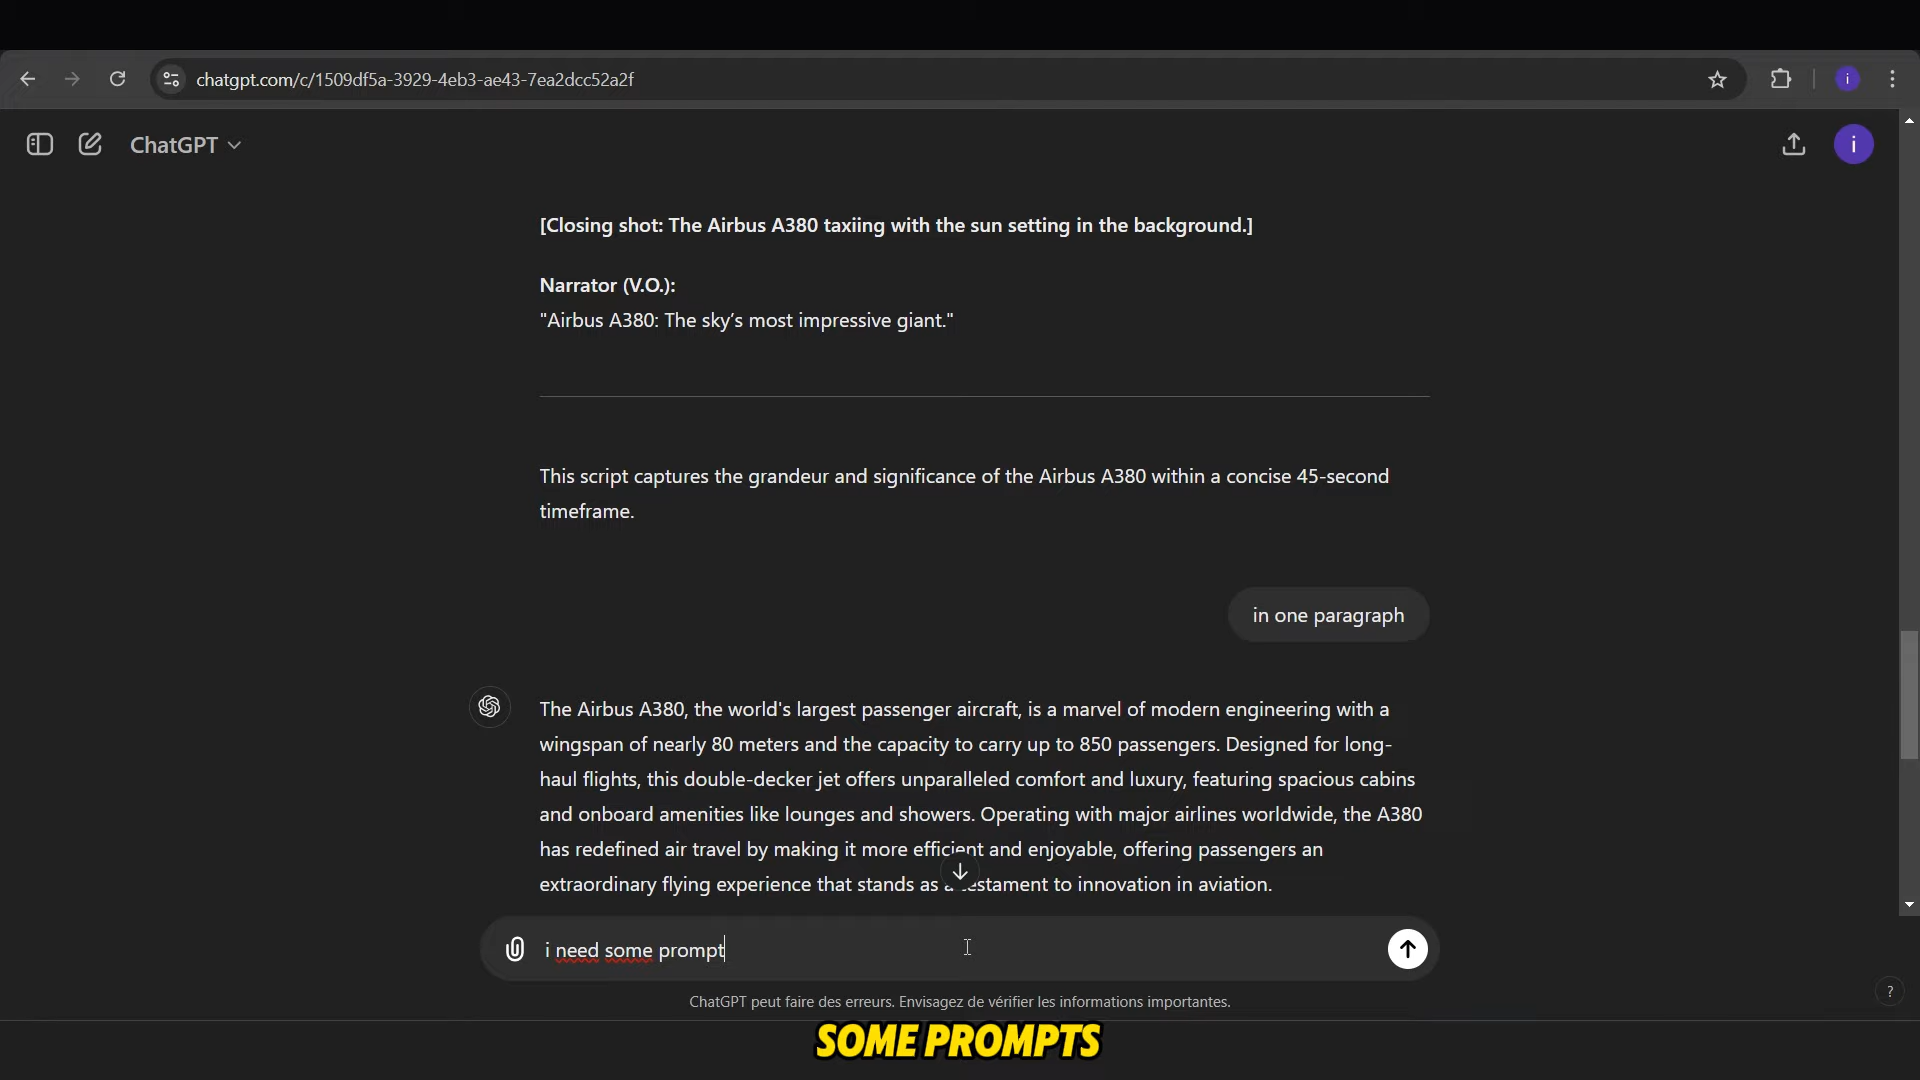 chatgpt.com/c/1509df5a-3929-4eb3-ae43-7ea2dcc52a2f
i
ChatGPT
i
[Closing shot: The Airbus A380 taxiing with the sun setting in the background.]
Narrator (V.O.):
"Airbus A380: The sky’s most impressive giant."
This script captures the grandeur and significance of the Airbus A380 within a concise 45-second
timeframe.
in one paragraph
The Airbus A380, the world's largest passenger aircraft, is a marvel of modern engineering with a
wingspan of nearly 80 meters and the capacity to carry up to 850 passengers. Designed for long-
haul flights, this double-decker jet offers unparalleled comfort and luxury, featuring spacious cabins
and onboard amenities like lounges and showers. Operating with major airlines worldwide, the A380
has redefined air travel by making it more efficient and enjoyable, offering passengers an
extraordinary flying experience that stands as a testament to innovation in aviation.
i need some prompt
ChatGPT peut faire des erreurs. Envisagez de vérifier les informations importantes.
?
SOME PROMPTS